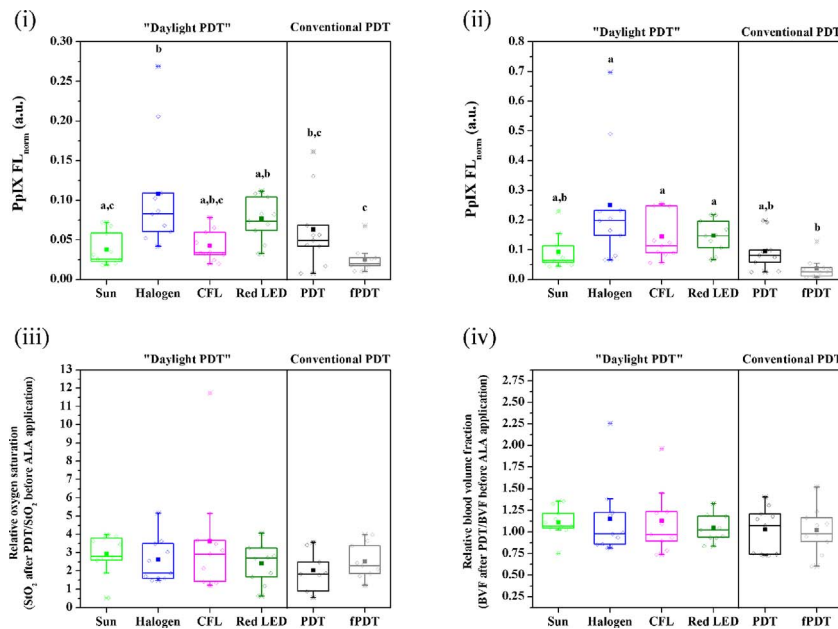 (i)
"Daylight PDT" Conventional PDT
PpIX FLnorm (a.u.)
0.30
0.25
0.20
0.15
0.10
0.05
0.00
a,c
b
a,b,c
a,b
b,c
c
Sun Halogen CFL Red LED PDT fPDT
(ii)
"Daylight PDT" Conventional PDT
PpIX FLnorm (a.u.)
0.8
0.7
0.6
0.5
0.4
0.3
0.2
0.1
0.0
a,b
a
a
a
a,b
b
Sun Halogen CFL Red LED PDT fPDT
(iii)
"Daylight PDT" Conventional PDT
Relative oxygen saturation
(StO2 after PDT/StO2 before ALA application)
13
12
11
10
9
8
7
6
5
4
3
2
1
0
Sun Halogen CFL Red LED PDT fPDT
(iv)
"Daylight PDT" Conventional PDT
Relative blood volume fraction
(BVF after PDT/BVF before ALA application)
2.75
2.50
2.25
2.00
1.75
1.50
1.25
1.00
0.75
0.50
0.25
Sun Halogen CFL Red LED PDT fPDT